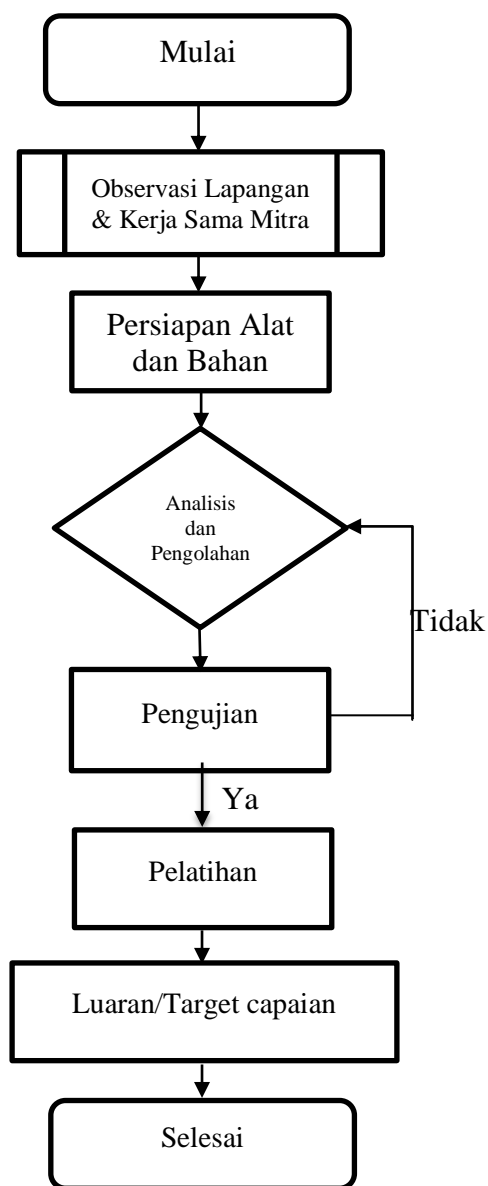 Mulai
Observasi Lapangan
& Kerja Sama Mitra
Persiapan Alat
dan Bahan
Analisis
dan
Pengolahan
Tidak
Pengujian
Ya
Pelatihan
Luaran/Target capaian
Selesai